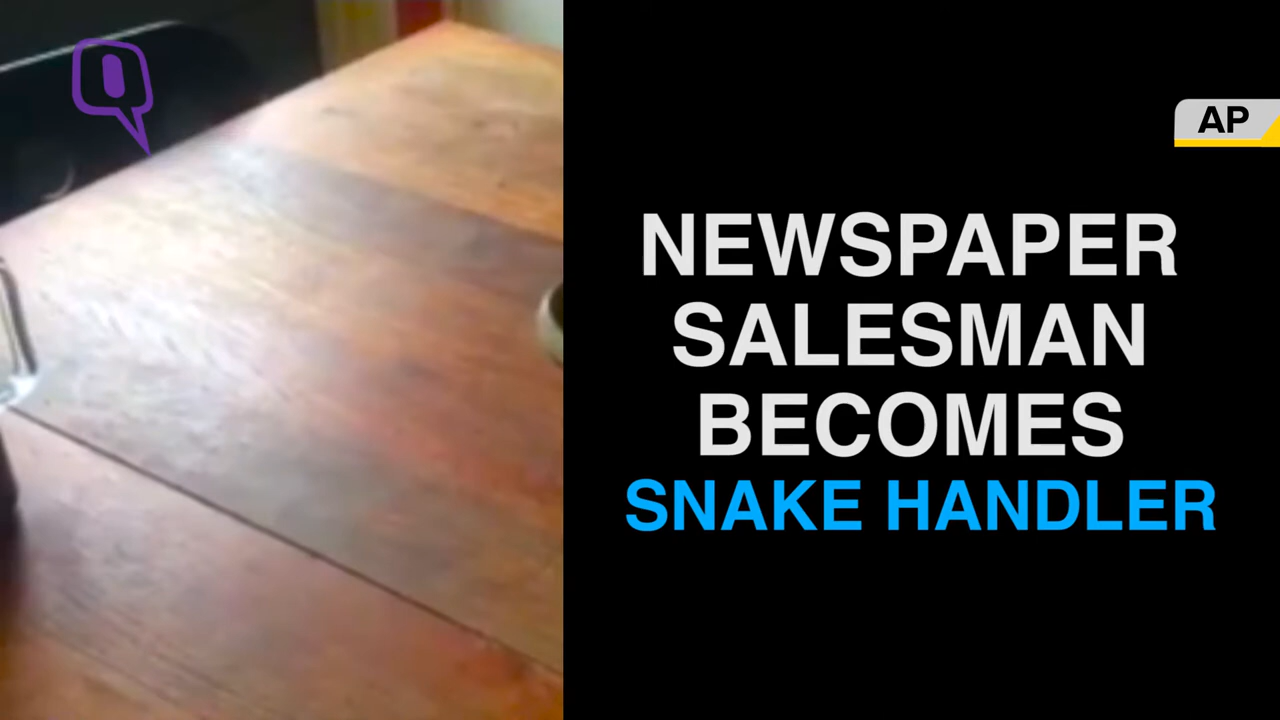 AP
NEWSPAPER
SALESMAN
BECOMES
SNAKE HANDLER